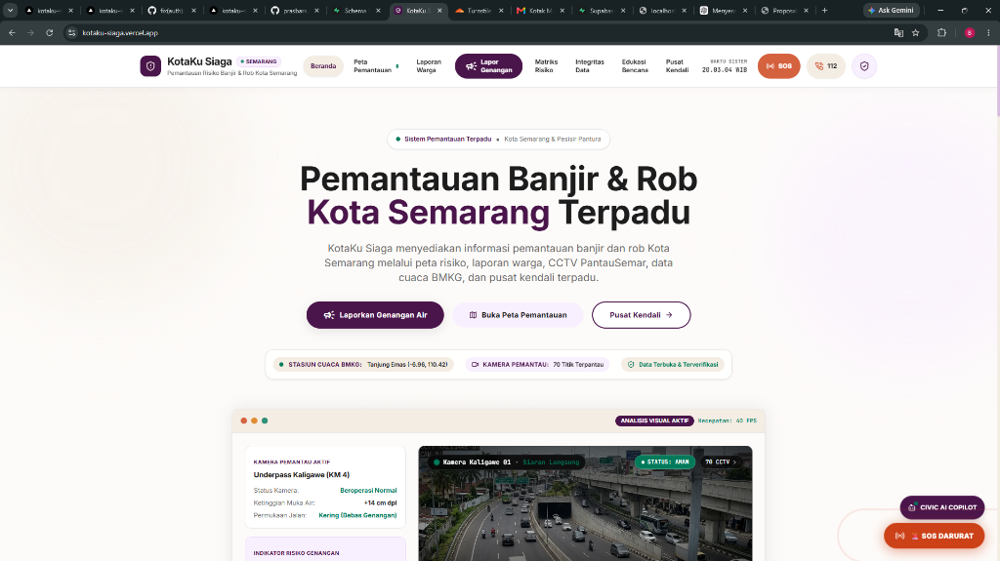 kotaku-s
kotaku-
fix(auth)
kotaku-
prasbara
Schema
KotaKu S
Turnstile
Kotak M
Supabas
localhos
Menyem
Proposa
Ask Gemini
kotaku-siaga.vercel.app
KotaKu Siaga
SEMARANG
Pemantauan Risiko Banjir & Rob Kota Semarang
Beranda
Peta Pemantauan
Laporan Warga
Lapor Genangan
Matriks Risiko
Integritas Data
Edukasi Bencana
Pusat Kendali
WAKTU SISTEM
20.03.04 WIB
SOS
112
Sistem Pemantauan Terpadu • Kota Semarang & Pesisir Pantura
Pemantauan Banjir & Rob
Kota Semarang Terpadu
KotaKu Siaga menyediakan informasi pemantauan banjir dan rob Kota
Semarang melalui peta risiko, laporan warga, CCTV PantauSemar, data
cuaca BMKG, dan pusat kendali terpadu.
Laporkan Genangan Air
Buka Peta Pemantauan
Pusat Kendali →
STASIUN CUACA BMKG: Tanjung Emas (-6.96, 110.42)
KAMERA PEMANTAU: 70 Titik Terpantau
Data Terbuka & Terverifikasi
ANALISIS VISUAL AKTIF
Kecepatan: 60 FPS
KAMERA PEMANTAU AKTIF
Underpass Kaligawe (KM 4)
Status Kamera: Beroperasi Normal
Ketinggian Muka Air: +14 cm dpl
Permukaan Jalan: Kering (Bebas Genangan)
INDIKATOR RISIKO GENANGAN
Kamera Kaligawe 01 - Siaran Langsung
STATUS: AMAN
70 CCTV >
CIVIC AI COPILOT
SOS DARURAT